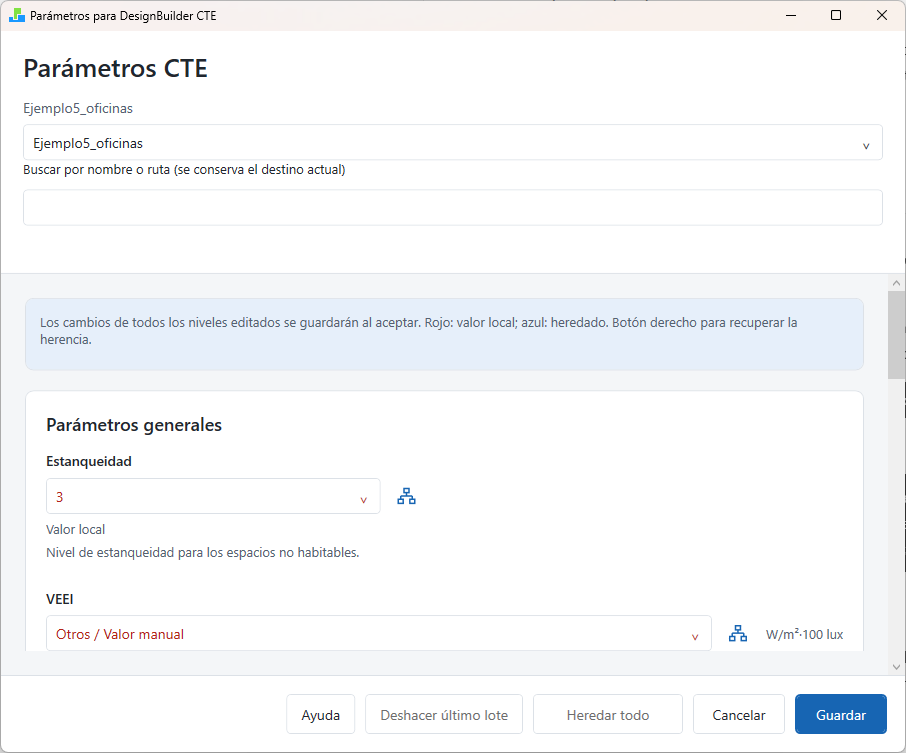 Parámetros para DesignBuilder CTE
Parámetros CTE
Ejemplo5_oficinas
Ejemplo5_oficinas
Buscar por nombre o ruta (se conserva el destino actual)
Los cambios de todos los niveles editados se guardarán al aceptar. Rojo: valor local; azul: heredado. Botón derecho para recuperar la
herencia.
Parámetros generales
Estanqueidad
3
Valor local
Nivel de estanqueidad para los espacios no habitables.
VEEI
Otros / Valor manual
W/m²·100 lux
Ayuda
Deshacer último lote
Heredar todo
Cancelar
Guardar